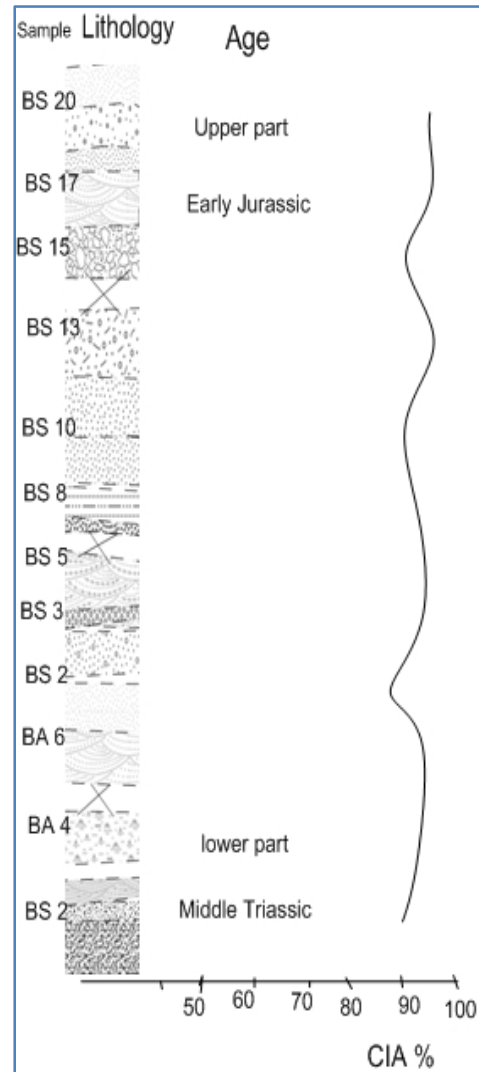 Sample Lithology Age
BS 20
Upper part
BS 17
Early Jurassic
BS 15
BS 13
BS 10
BS 8
BS 5
BS 3
BS 2
BA 6
BA 4
lower part
BS 2 Middle Triassic
50 60 70 80 90 100
CIA %